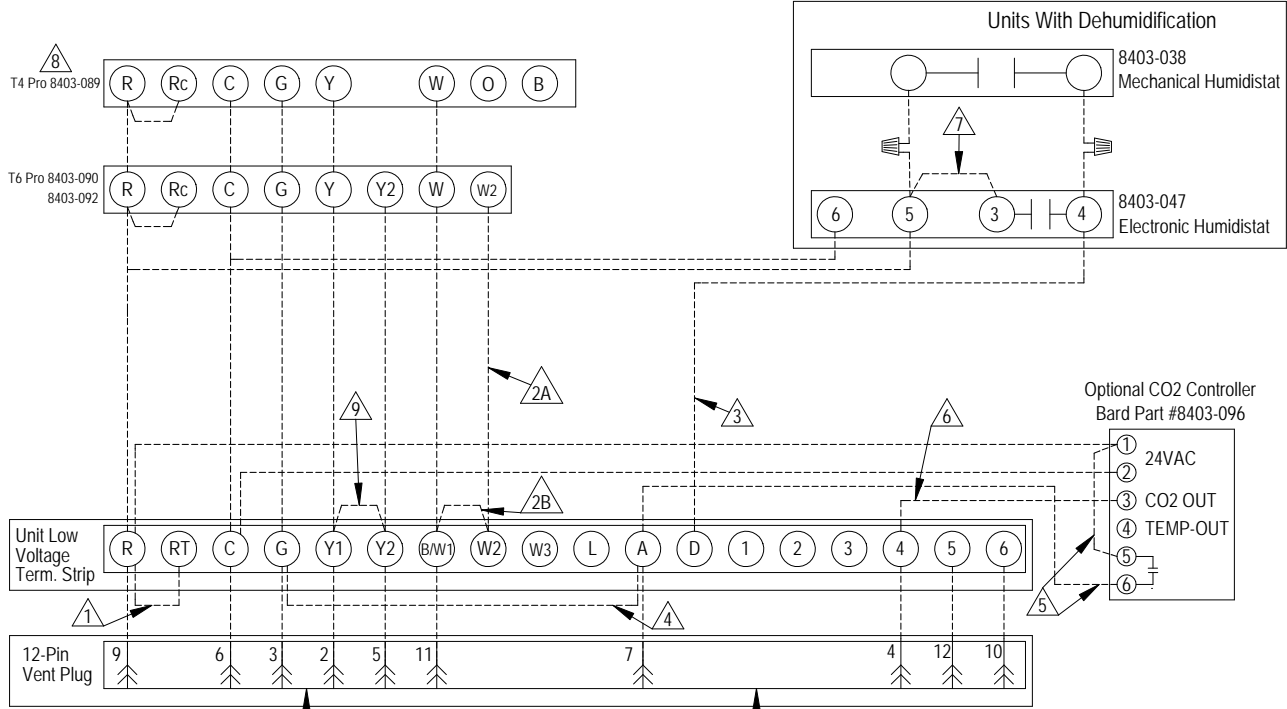 Units With Dehumidification
8403-038
Mechanical Humidistat
8
T4 Pro 8403-089
R Rc C G Y W O B
7
T6 Pro 8403-090
8403-092
R Rc C G Y Y2 W W2
6 5 3 4
8403-047
Electronic Humidistat
2A
3
9
6
2B
Optional CO2 Controller
Bard Part #8403-096
1
24VAC
2
3 CO2 OUT
4 TEMP-OUT
5
6
Unit Low
Voltage
Term. Strip
R RT C G Y1 Y2 B/W1 W2 W3 L A D 1 2 3 4 5 6
1
4
5
12-Pin
Vent Plug
9 6 3 2 5 11 7 4 12 10